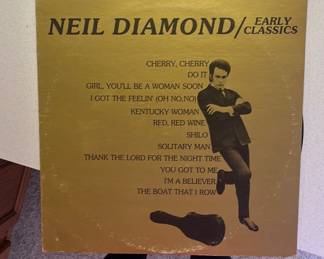 NEIL DIAMOND/EARLY
CLASSICS
CHERRY, CHERRY
DO IT
GIRL, YOU'LL BE A WOMAN SOON
I GOT THE FEELIN' (OH NO, NO)
KENTUCKY WOMAN
RED, RED WINE
SHILO
SOLITARY MAN
THANK THE LORD FOR THE NIGHT TIME
YOU GOT TO ME
I'M A BELIEVER
THE BOAT THAT I ROW